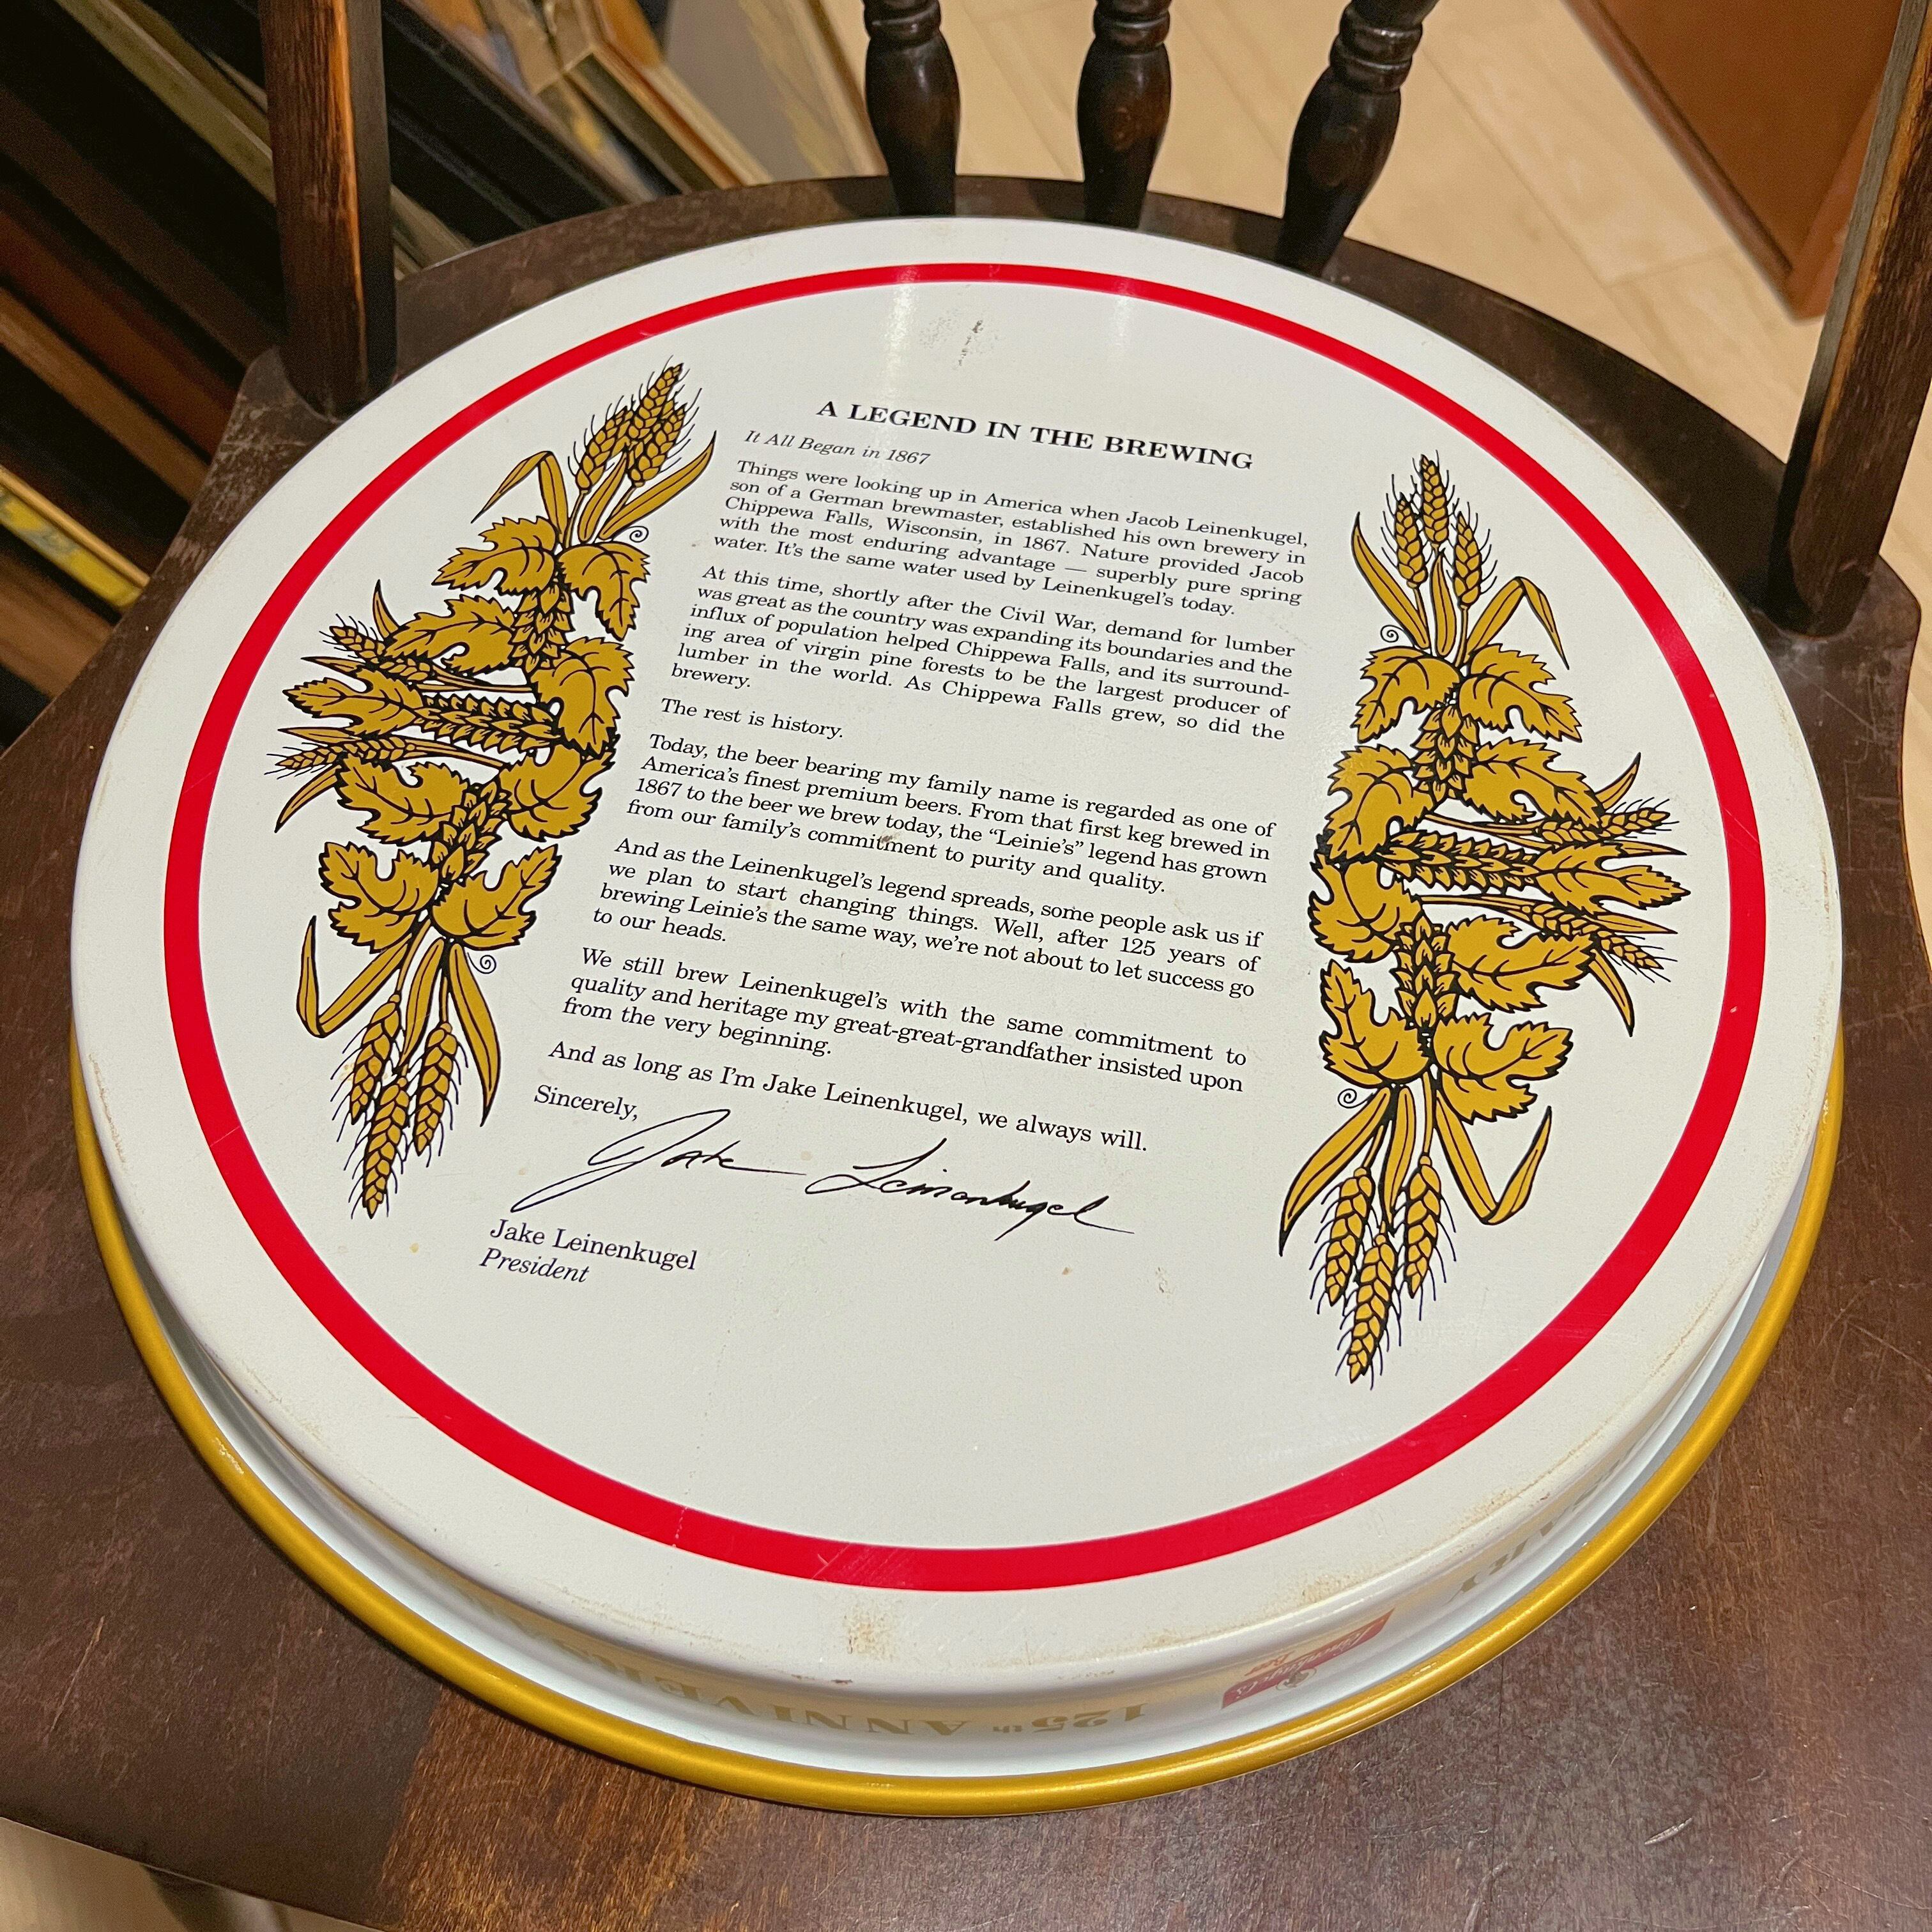 A LEGEND IN THE BREWING
It All Began in 1867
Things were looking up in America when Jacob Leinenkugel,
son of a German brewmaster, established his own brewery in
Chippewa Falls, Wisconsin, in 1867. Nature provided Jacob
with the most enduring advantage — superbly pure spring
water. It's the same water used by Leinenkugel's today.
At this time, shortly after the Civil War, demand for lumber
was great as the country was expanding its boundaries and the
influx of population helped Chippewa Falls, and its surround-
ing area of virgin pine forests to be the largest producer of
lumber in the world. As Chippewa Falls grew, so did the
brewery.
The rest is history.
Today, the beer bearing my family name is regarded as one of
America's finest premium beers. From that first keg brewed in
1867 to the beer we brew today, the “Leinie's” legend has grown
from our family's commitment to purity and quality.
And as the Leinenkugel's legend spreads, some people ask us if
we plan to start changing things. Well, after 125 years of
brewing Leinie's the same way, we're not about to let success go
to our heads.
We still brew Leinenkugel's with the same commitment to
quality and heritage my great-great-grandfather insisted upon
from the very beginning.
And as long as I'm Jake Leinenkugel, we always will.
Sincerely,
Jake Leinenkugel
Jake Leinenkugel
President
125TH ANNIVERS